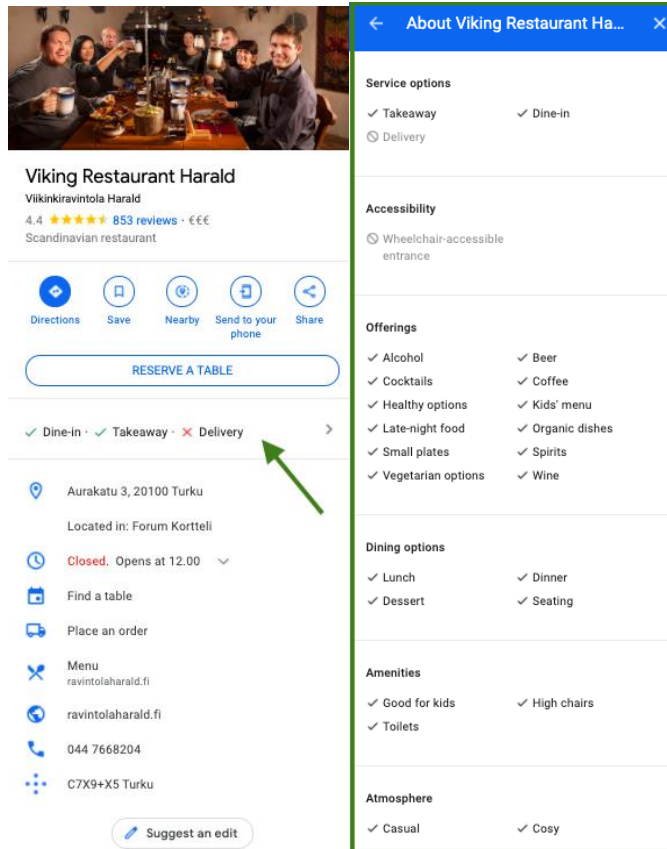 Viking Restaurant Harald
Viikinkiravintola Harald
4.4 853 reviews · €€€
Scandinavian restaurant
Directions
Save
Nearby
Send to your
phone
Share
RESERVE A TABLE
Dine-in · Takeaway · Delivery
Aurakatu 3, 20100 Turku
Located in: Forum Kortteli
Closed. Opens at 12.00
Find a table
Place an order
Menu
ravintolaharald.fi
ravintolaharald.fi
044 7668204
C7X9+X5 Turku
Suggest an edit
About Viking Restaurant Ha...
Service options
Takeaway
Dine-in
Delivery
Accessibility
Wheelchair-accessible
entrance
Offerings
Alcohol
Beer
Cocktails
Coffee
Healthy options
Kids' menu
Late-night food
Organic dishes
Small plates
Spirits
Vegetarian options
Wine
Dining options
Lunch
Dinner
Dessert
Seating
Amenities
Good for kids
High chairs
Toilets
Atmosphere
Casual
Cosy